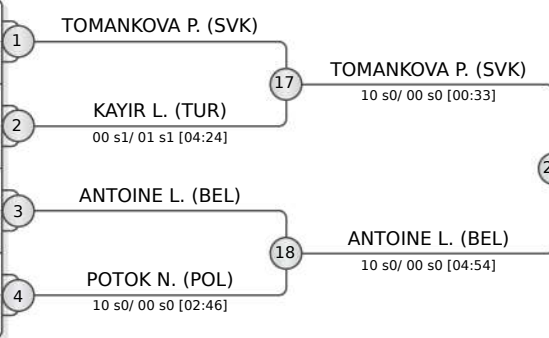 TOMANKOVA P. (SVK)
1
17
TOMANKOVA P. (SVK)
10 s0/ 00 s0 [00:33]
2
KAYIR L. (TUR)
00 s1/ 01 s1 [04:24]
3
ANTOINE L. (BEL)
18
ANTOINE L. (BEL)
10 s0/ 00 s0 [04:54]
4
POTOK N. (POL)
10 s0/ 00 s0 [02:46]